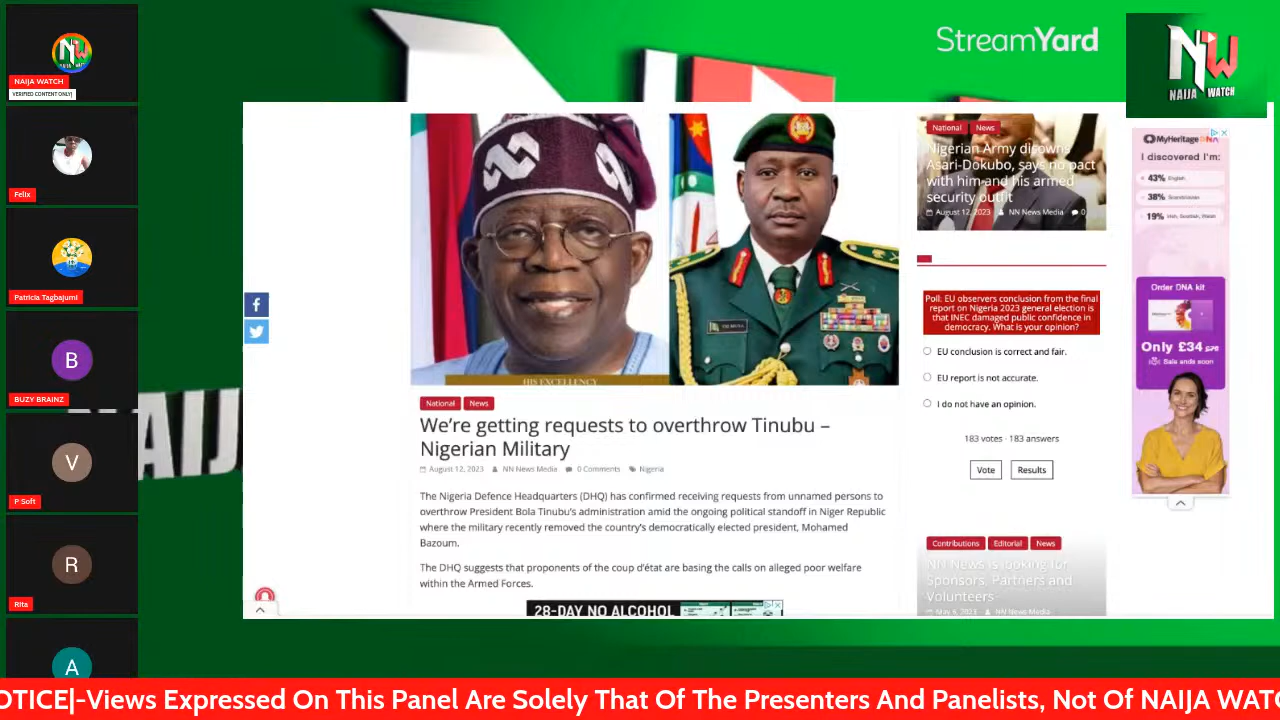 StreamYard
NW
NAIJA WATCH
NAIJA WATCH
VERIFIED CONTENT ONLY|
Felix
Patricia Tagbajumi
B
BUZY BRAINZ
V
P Soft
R
Rita
A
NAIJ
HIS EXCELLENCY
National News
We're getting requests to overthrow Tinubu –
Nigerian Military
August 12, 2023 NN News Media 0 Comments Nigeria
The Nigeria Defence Headquarters (DHQ) has confirmed receiving requests from unnamed persons to
overthrow President Bola Tinubu's administration amid the ongoing political standoff in Niger Republic
where the military recently removed the country's democratically elected president, Mohamed
Bazoum.
The DHQ suggests that proponents of the coup d'état are basing the calls on alleged poor welfare
within the Armed Forces.
28-DAY NO ALCOHOL
National News
Nigerian Army disowns
Asari-Dokubo, says no pact
with him and his armed
security outfit
August 12, 2023 NN News Media 0
Poll: EU observers conclusion from the final
report on Nigeria 2023 general election is
that INEC damaged public confidence in
democracy. What is your opinion?
EU conclusion is correct and fair.
EU report is not accurate.
I do not have an opinion.
183 votes · 183 answers
Vote Results
Contributions Editorial News
NN News is looking for
Sponsors, Partners and
Volunteers
May 6, 2023 NN News Media 0
MyHeritage DNA
I discovered I'm:
43% English
38% Scandinavian
19% Irish, Scottish, Welsh
Order DNA kit
Only £34
Sale ends soon
OTICE|-Views Expressed On This Panel Are Solely That Of The Presenters And Panelists, Not Of NAIJA WATC